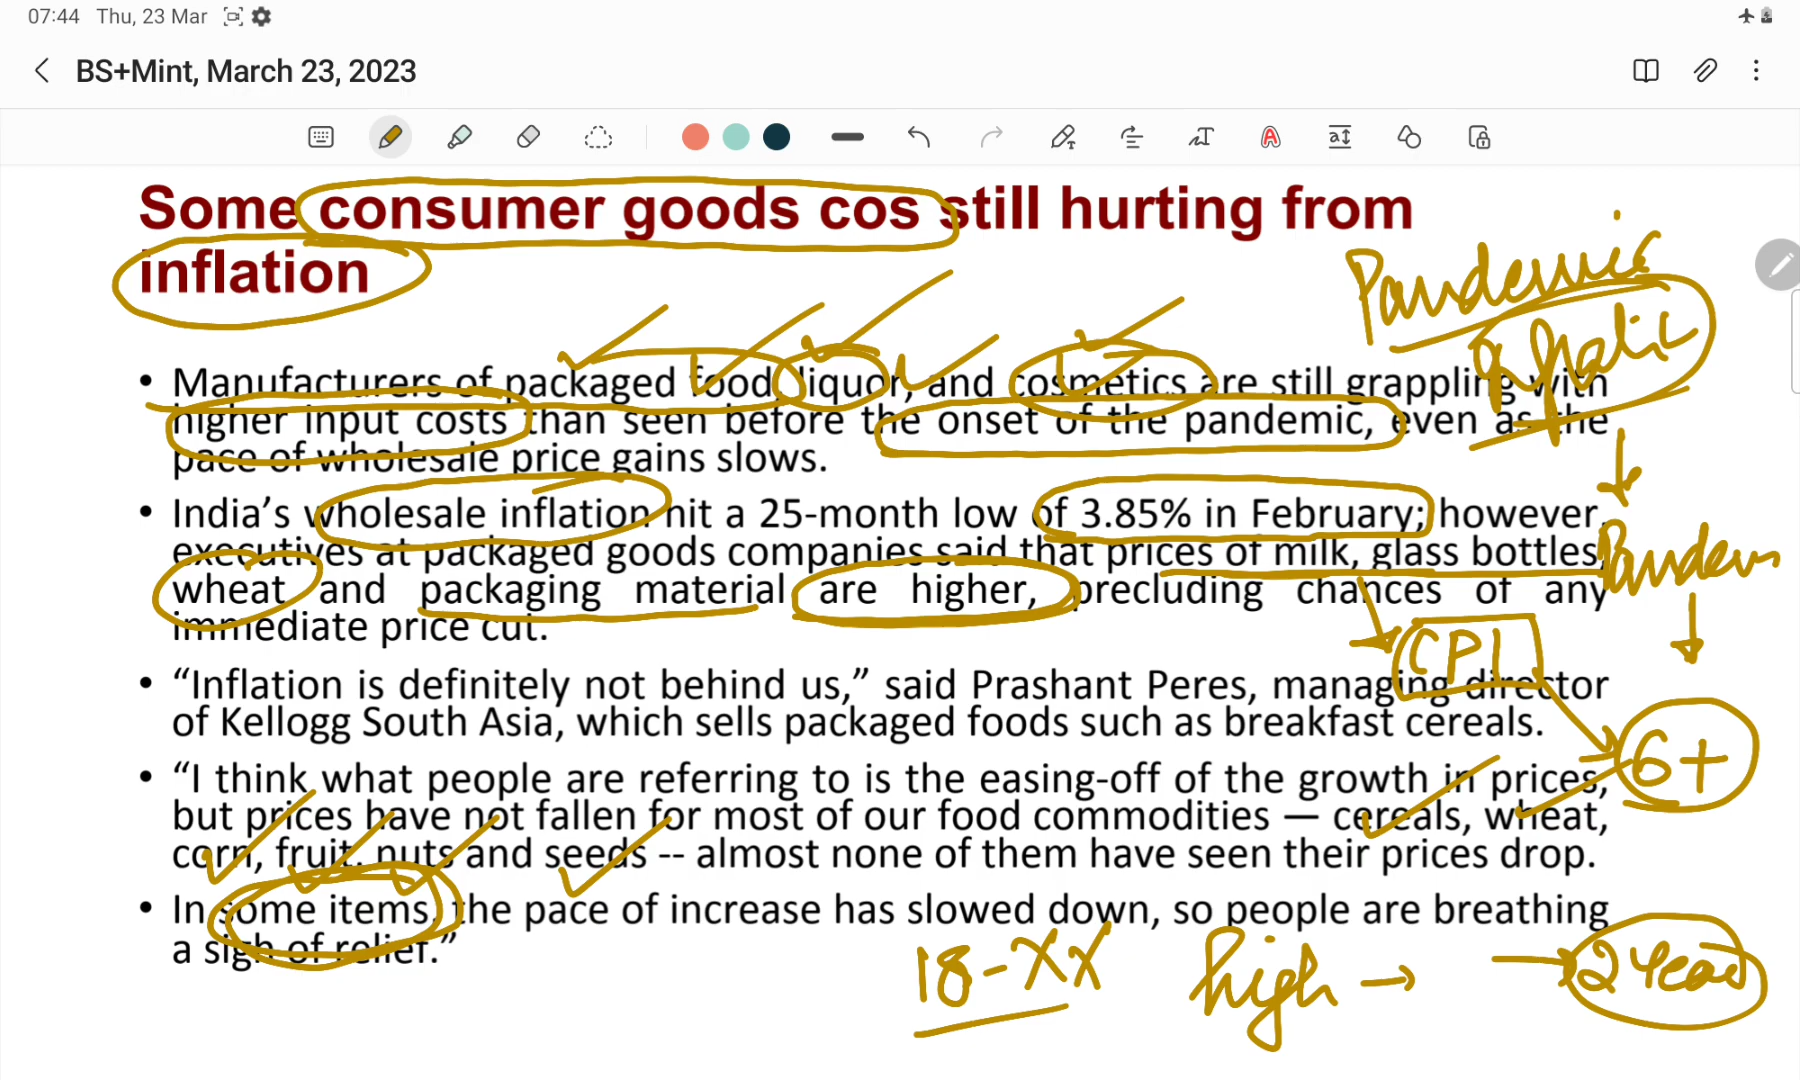 07:44 Thu, 23 Mar
BS+Mint, March 23, 2023
Some consumer goods cos still hurting from
inflation
Pandemic
• Manufacturers of packaged food, liquor, and cosmetics are still grappling with
higher input costs than seen before the onset of the pandemic, even as the
pace of wholesale price gains slows.
• India’s wholesale inflation hit a 25-month low of 3.85% in February; however,
executives at packaged goods companies said that prices of milk, glass bottles,
wheat and packaging material are higher, precluding chances of any
immediate price cut.
CPI
• “Inflation is definitely not behind us,” said Prashant Peres, managing director
of Kellogg South Asia, which sells packaged foods such as breakfast cereals.
6+
• “I think what people are referring to is the easing-off of the growth in prices,
but prices have not fallen for most of our food commodities — cereals, wheat,
corn, fruit, nuts and seeds -- almost none of them have seen their prices drop.
• In some items, the pace of increase has slowed down, so people are breathing
a sigh of relief.”
18-XX high → 2 Years